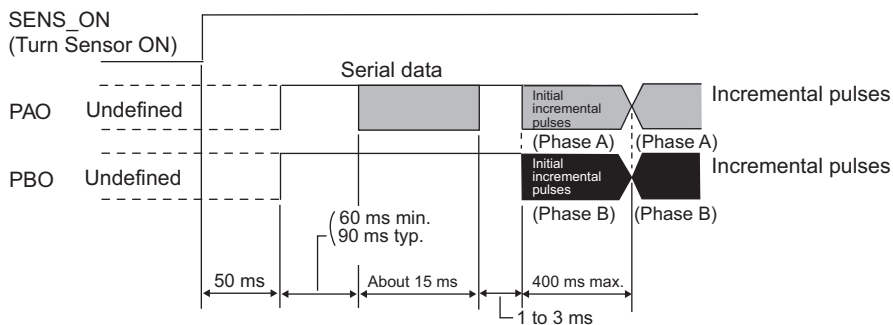 SENS_ON
(Turn Sensor ON)
Serial data
PAO
Undefined
Initial
incremental
pulses
Incremental pulses
(Phase A)
(Phase A)
PBO
Undefined
Initial
incremental
pulses
Incremental pulses
(Phase B)
(Phase B)
60 ms min.
90 ms typ.
50 ms
About 15 ms
400 ms max.
1 to 3 ms